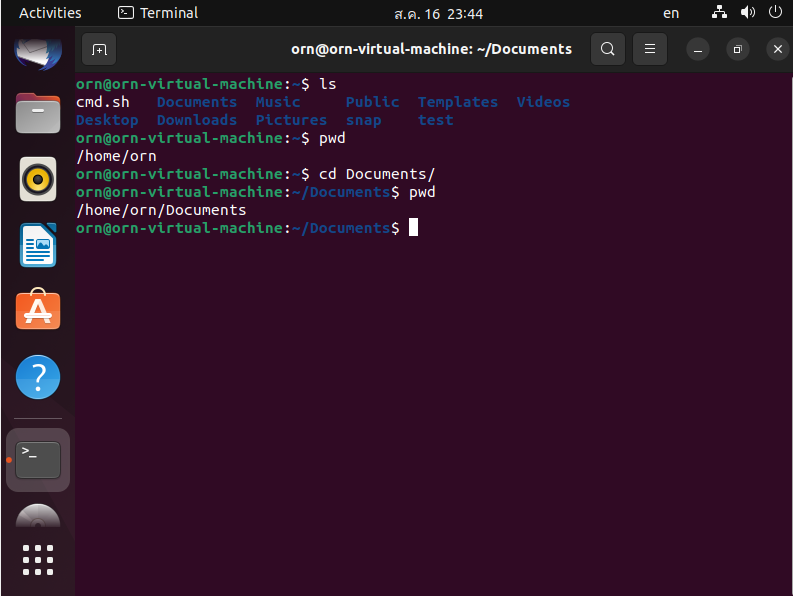 Activities Terminal ส.ค. 16 23:44 en
orn@orn-virtual-machine: ~/Documents
orn@orn-virtual-machine:~$ ls
cmd.sh Documents Music Public Templates Videos
Desktop Downloads Pictures snap test
orn@orn-virtual-machine:~$ pwd
/home/orn
orn@orn-virtual-machine:~$ cd Documents/
orn@orn-virtual-machine:~/Documents$ pwd
/home/orn/Documents
orn@orn-virtual-machine:~/Documents$